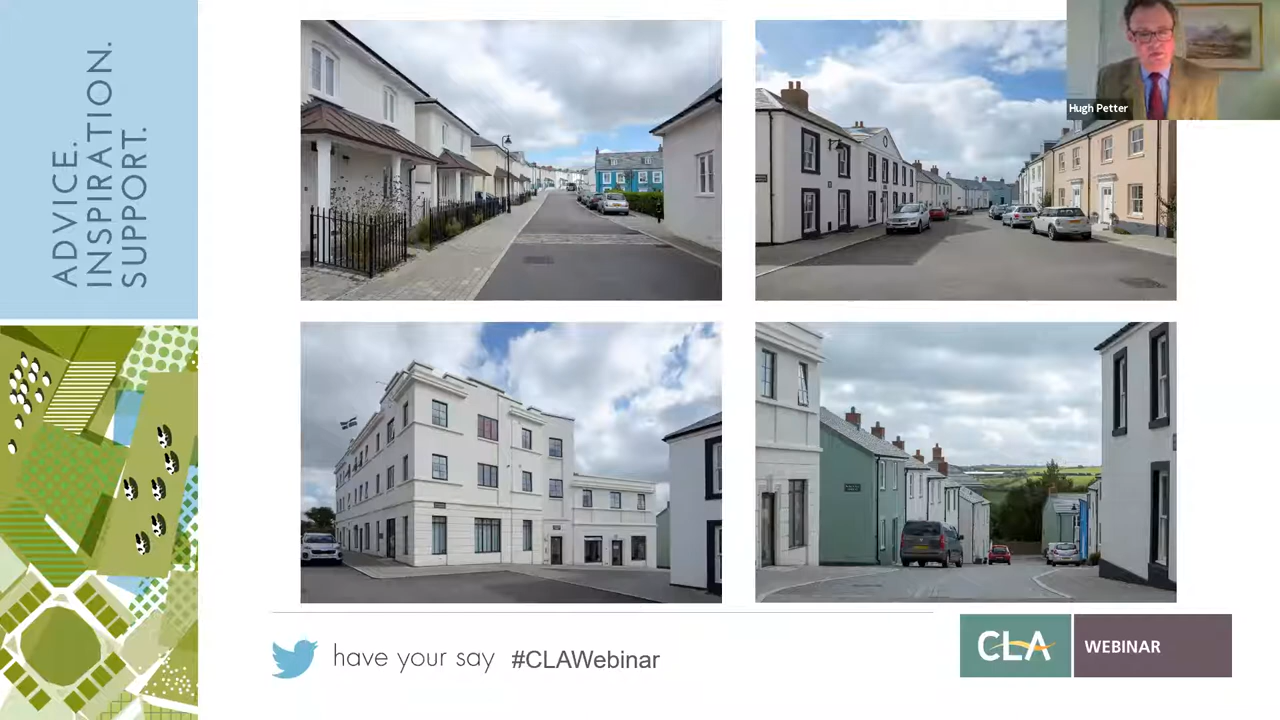 ADVICE.
INSPIRATION.
SUPPORT.
Hugh Petter
have your say #CLAWebinar
CLA WEBINAR